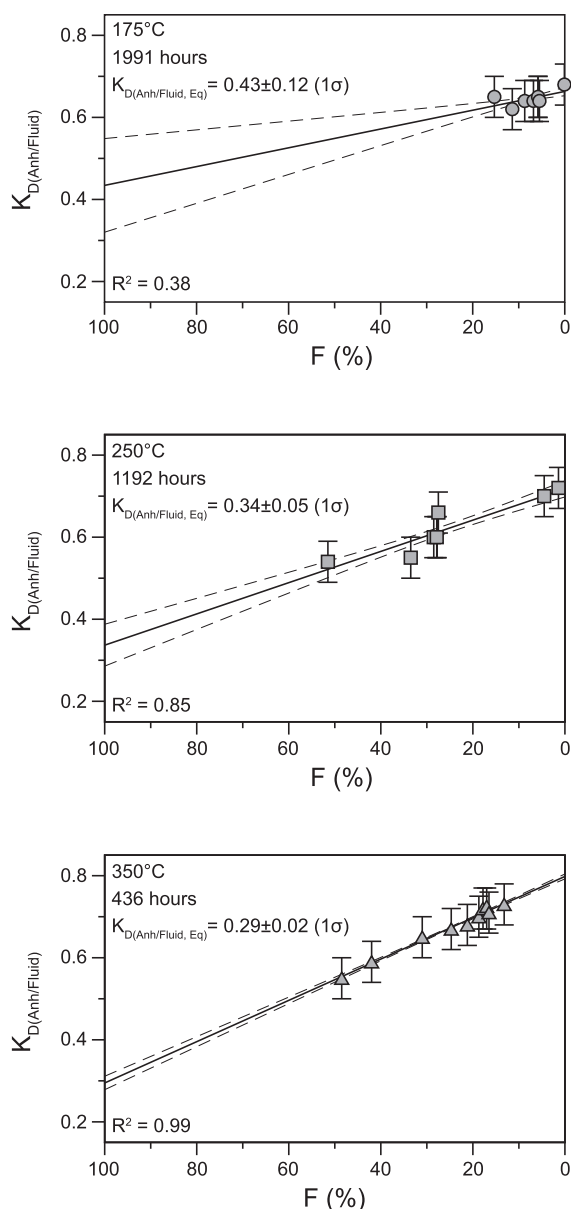 175°C
1991 hours
K_D(Anh/Fluid, Eq) = 0.43±0.12 (1σ)
0.8
0.6
0.4
0.2
K_D(Anh/Fluid)
R² = 0.38
100 80 60 40 20 0
F (%)
250°C
1192 hours
K_D(Anh/Fluid, Eq) = 0.34±0.05 (1σ)
0.8
0.6
0.4
0.2
K_D(Anh/Fluid)
R² = 0.85
100 80 60 40 20 0
F (%)
350°C
436 hours
K_D(Anh/Fluid, Eq) = 0.29±0.02 (1σ)
0.8
0.6
0.4
0.2
K_D(Anh/Fluid)
R² = 0.99
100 80 60 40 20 0
F (%)